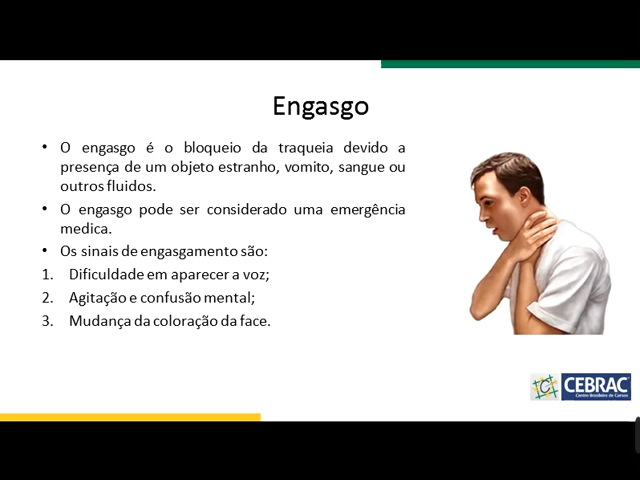 Engasgo
• O engasgo é o bloqueio da traqueia devido a
presença de um objeto estranho, vomito, sangue ou
outros fluidos.
• O engasgo pode ser considerado uma emergência
medica.
• Os sinais de engasgamento são:
1. Dificuldade em aparecer a voz;
2. Agitação e confusão mental;
3. Mudança da coloração da face.
C CEBRAC
Centro Brasileiro de Cursos